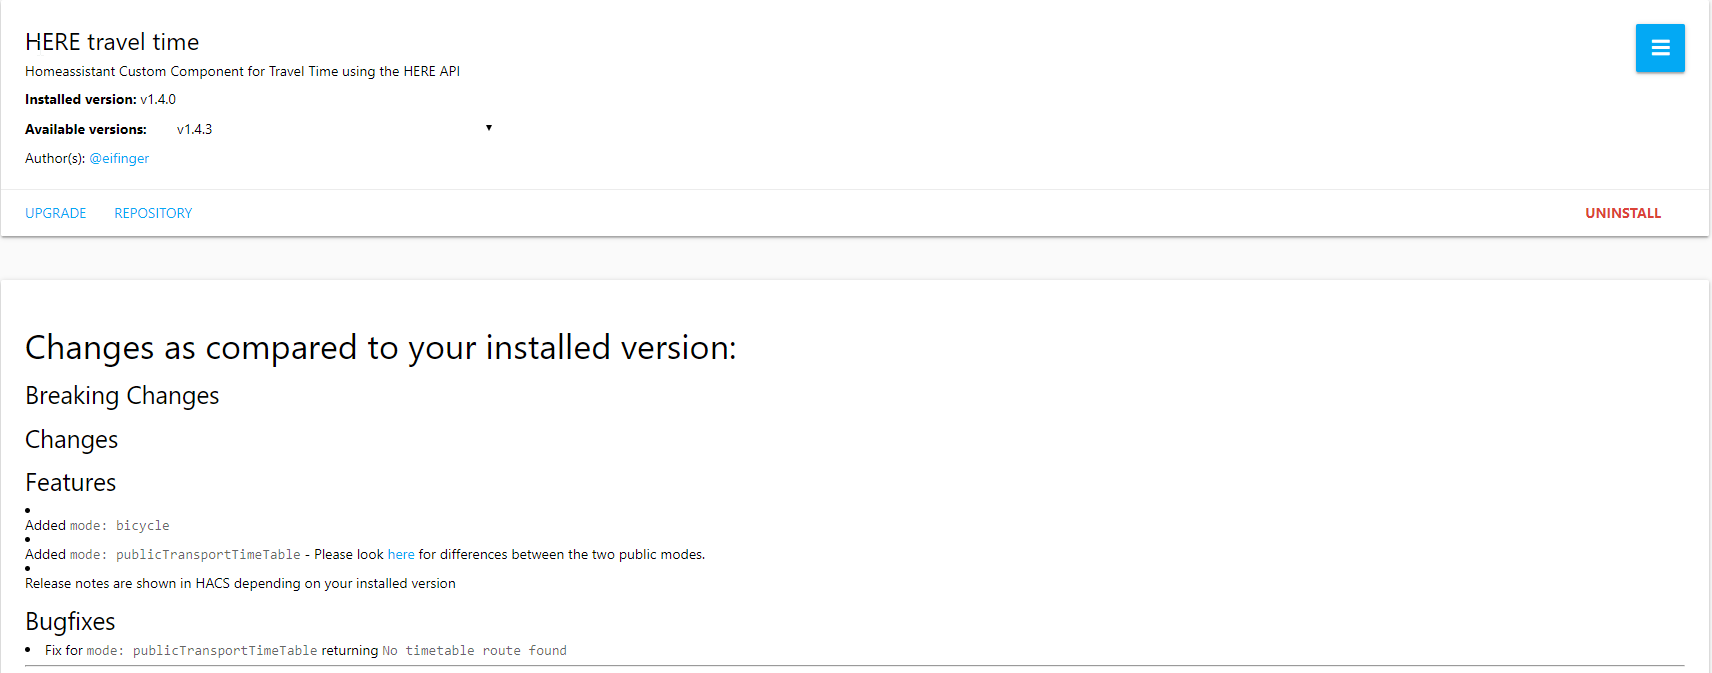 HERE travel time
Homeassistant Custom Component for Travel Time using the HERE API
Installed version: v1.4.0
Available versions: v1.4.3
Author(s): @eifinger
UPGRADE REPOSITORY UNINSTALL
Changes as compared to your installed version:
Breaking Changes
Changes
Features
Added mode: bicycle
Added mode: publicTransportTimeTable - Please look here for differences between the two public modes.
Release notes are shown in HACS depending on your installed version
Bugfixes
Fix for mode: publicTransportTimeTable returning No timetable route found